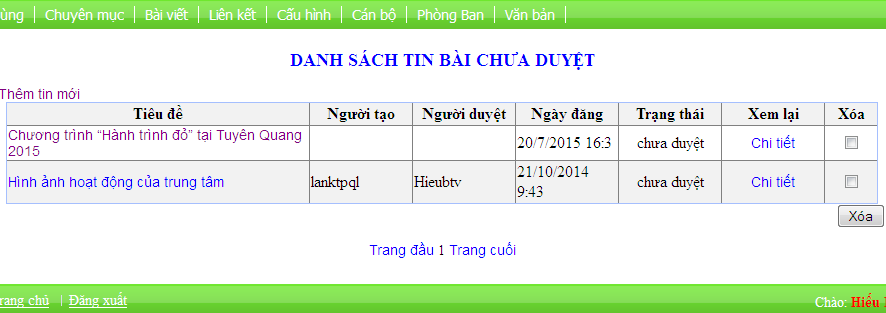 ùng Chuyên mục Bài viết Liên kết Cấu hình Cán bộ Phòng Ban Văn bản
DANH SÁCH TIN BÀI CHƯA DUYỆT
Thêm tin mới
Tiêu đề Người tạo Người duyệt Ngày đăng Trạng thái Xem lại Xóa
Chương trình “Hành trình đỏ” tại Tuyên Quang
2015
20/7/2015 16:3 chưa duyệt Chi tiết
Hình ảnh hoạt động của trung tâm lanktpql Hieubtv
21/10/2014
9:43
chưa duyệt Chi tiết
Xóa
Trang đầu 1 Trang cuối
rang chủ Đăng xuất Chào: Hiếu